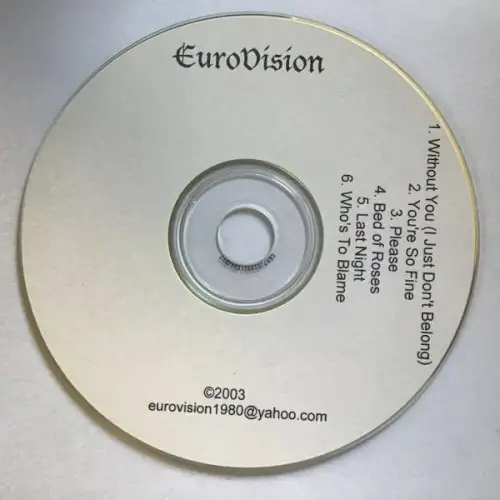 EuroVision
1. Without You (I Just Don't Belong)
2. You're So Fine
3. Please
4. Bed of Roses
5. Last Night
6. Who's To Blame
©2003
eurovision1980@yahoo.com